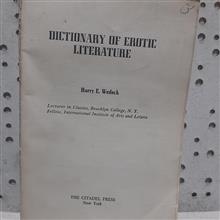 DICTIONARY OF EROTIC
LITERATURE
Harry E. Wedeck
Lecturer in Classics, Brooklyn College, N. Y.
Fellow, International Institute of Arts and Letters
THE CITADEL PRESS
New York